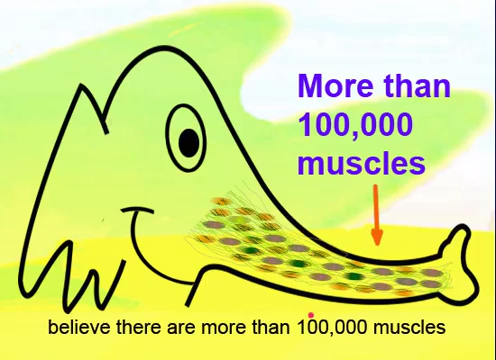 More than
100,000
muscles
believe there are more than 100,000 muscles